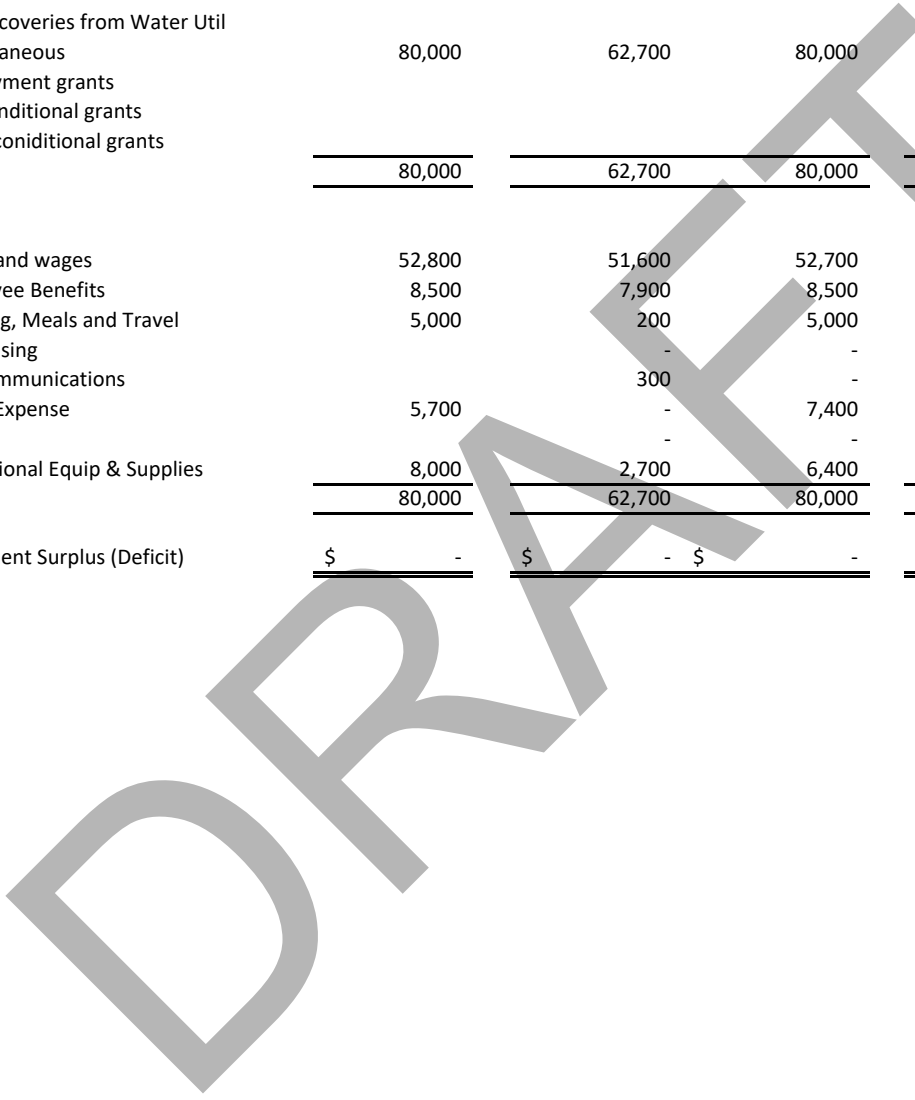 coveries from Water Util
aneous 80,000 62,700 80,000
ment grants
nditional grants
coniditional grants
80,000 62,700 80,000
and wages 52,800 51,600 52,700
ee Benefits 8,500 7,900 8,500
g, Meals and Travel 5,000 200 5,000
sing - -
mmunications 300 -
Expense 5,700 - 7,400
- -
ional Equip & Supplies 8,000 2,700 6,400
80,000 62,700 80,000
ent Surplus (Deficit) $ - $ - $ -
DRAFT